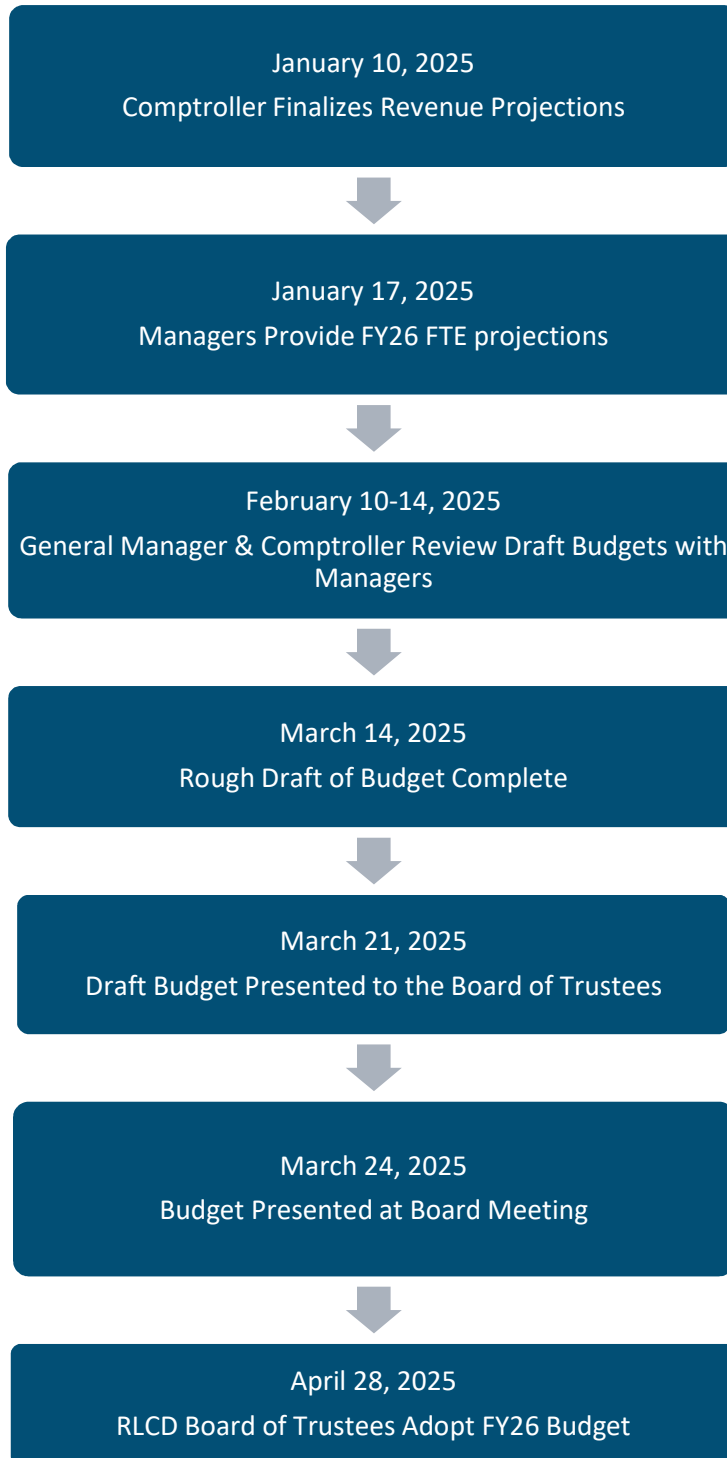 January 10, 2025
Comptroller Finalizes Revenue Projections
January 17, 2025
Managers Provide FY26 FTE projections
February 10-14, 2025
General Manager & Comptroller Review Draft Budgets with
Managers
March 14, 2025
Rough Draft of Budget Complete
March 21, 2025
Draft Budget Presented to the Board of Trustees
March 24, 2025
Budget Presented at Board Meeting
April 28, 2025
RLCD Board of Trustees Adopt FY26 Budget